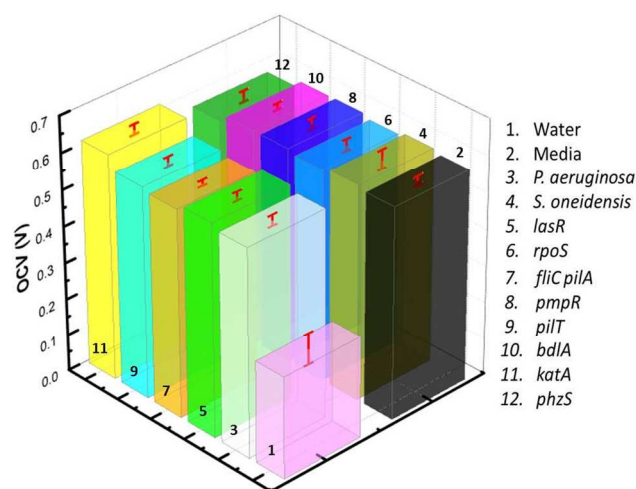 12
10
8
6
4
2
0.7
0.6
0.5
0.4
0.3
0.2
0.1
0.0
OCV (V)
11
9
7
5
3
1
1. Water
2. Media
3. P. aeruginosa
4. S. oneidensis
5 lasR
6. rpoS
7. fliC pilA
8. pmpR
9. pilT
10. bdlA
11. katA
12. phzS